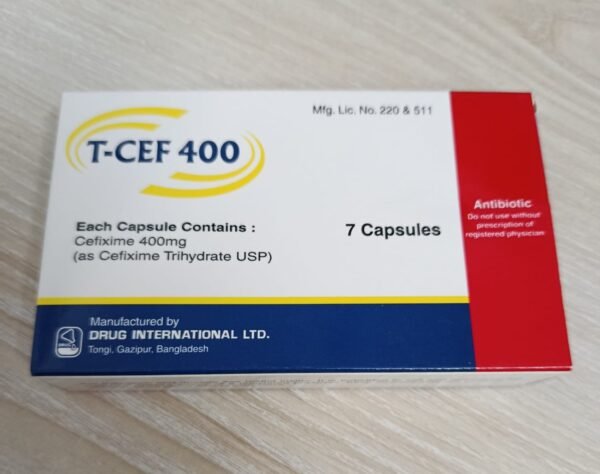 Mfg. Lic. No. 220 & 511
T-CEF 400
Each Capsule Contains :
Cefixime 400mg
(as Cefixime Trihydrate USP)
7 Capsules
Antibiotic
Do not use without
prescription of
registered physician
Manufactured by
DRUG INTERNATIONAL LTD.
Tongi, Gazipur, Bangladesh